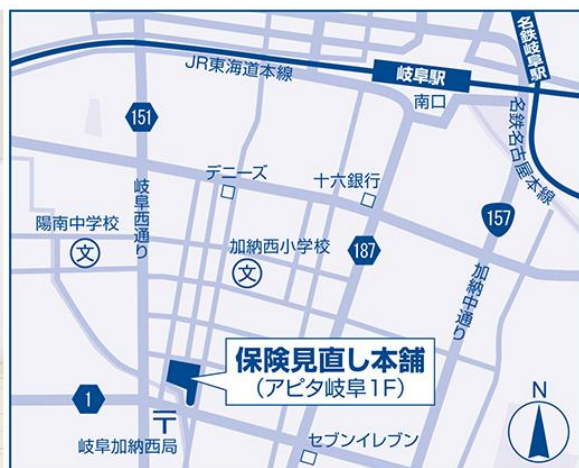 名鉄岐阜駅
JR東海道本線
岐阜駅
南口
151
名鉄名古屋本線
デニーズ
十六銀行
岐阜西通り
157
陽南中学校
文
加納西小学校
文
187
加納中通り
保険見直し本舗
(アピタ岐阜1F)
1
〒
岐阜加納西局
セブンイレブン
N